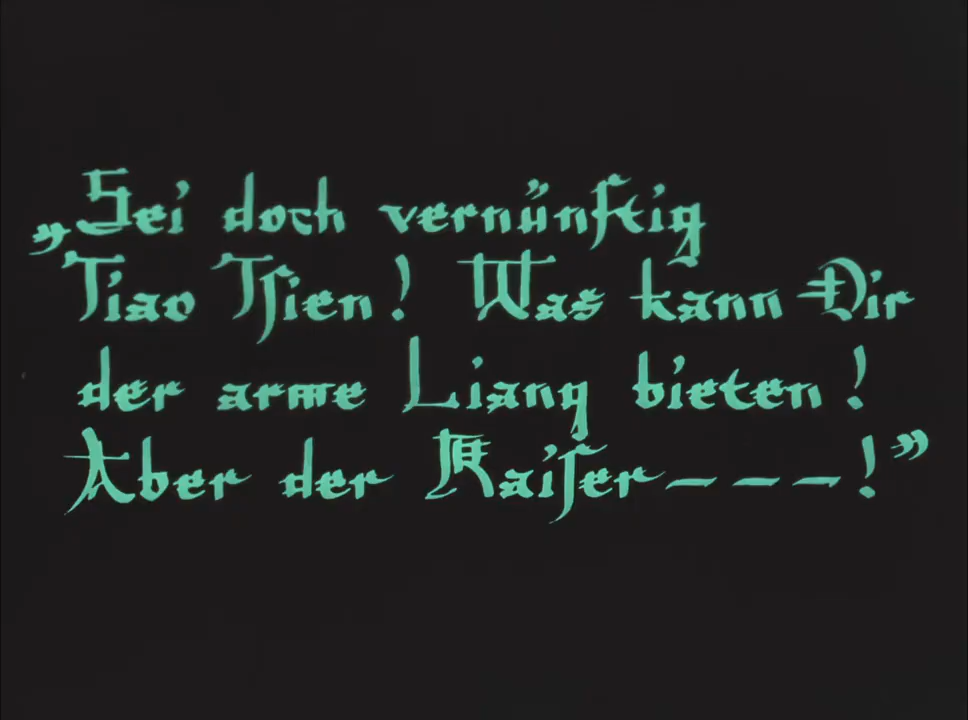 „Sei doch vernünftig
Tiao Tsien! Was kann Dir
der arme Liang bieten!
Aber der Kaiser———!”